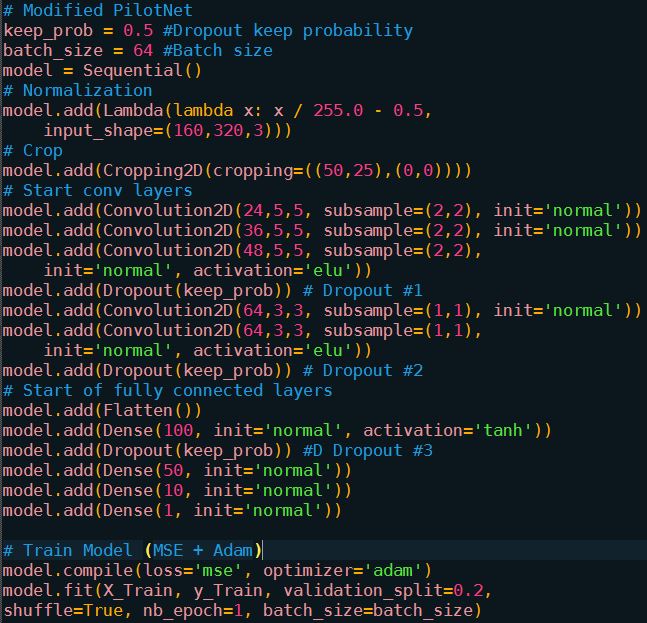 # Modified PilotNet
keep_prob = 0.5 #Dropout keep probability
batch_size = 64 #Batch size
model = Sequential()
# Normalization
model.add(Lambda(lambda x: x / 255.0 - 0.5,
    input_shape=(160,320,3)))
# Crop
model.add(Cropping2D(cropping=((50,25),(0,0))))
# Start conv layers
model.add(Convolution2D(24,5,5, subsample=(2,2), init='normal'))
model.add(Convolution2D(36,5,5, subsample=(2,2), init='normal'))
model.add(Convolution2D(48,5,5, subsample=(2,2),
    init='normal', activation='elu'))
model.add(Dropout(keep_prob)) # Dropout #1
model.add(Convolution2D(64,3,3, subsample=(1,1), init='normal'))
model.add(Convolution2D(64,3,3, subsample=(1,1),
    init='normal', activation='elu'))
model.add(Dropout(keep_prob)) # Dropout #2
# Start of fully connected layers
model.add(Flatten())
model.add(Dense(100, init='normal', activation='tanh'))
model.add(Dropout(keep_prob)) #D Dropout #3
model.add(Dense(50, init='normal'))
model.add(Dense(10, init='normal'))
model.add(Dense(1, init='normal'))

# Train Model (MSE + Adam)
model.compile(loss='mse', optimizer='adam')
model.fit(X_Train, y_Train, validation_split=0.2,
shuffle=True, nb_epoch=1, batch_size=batch_size)